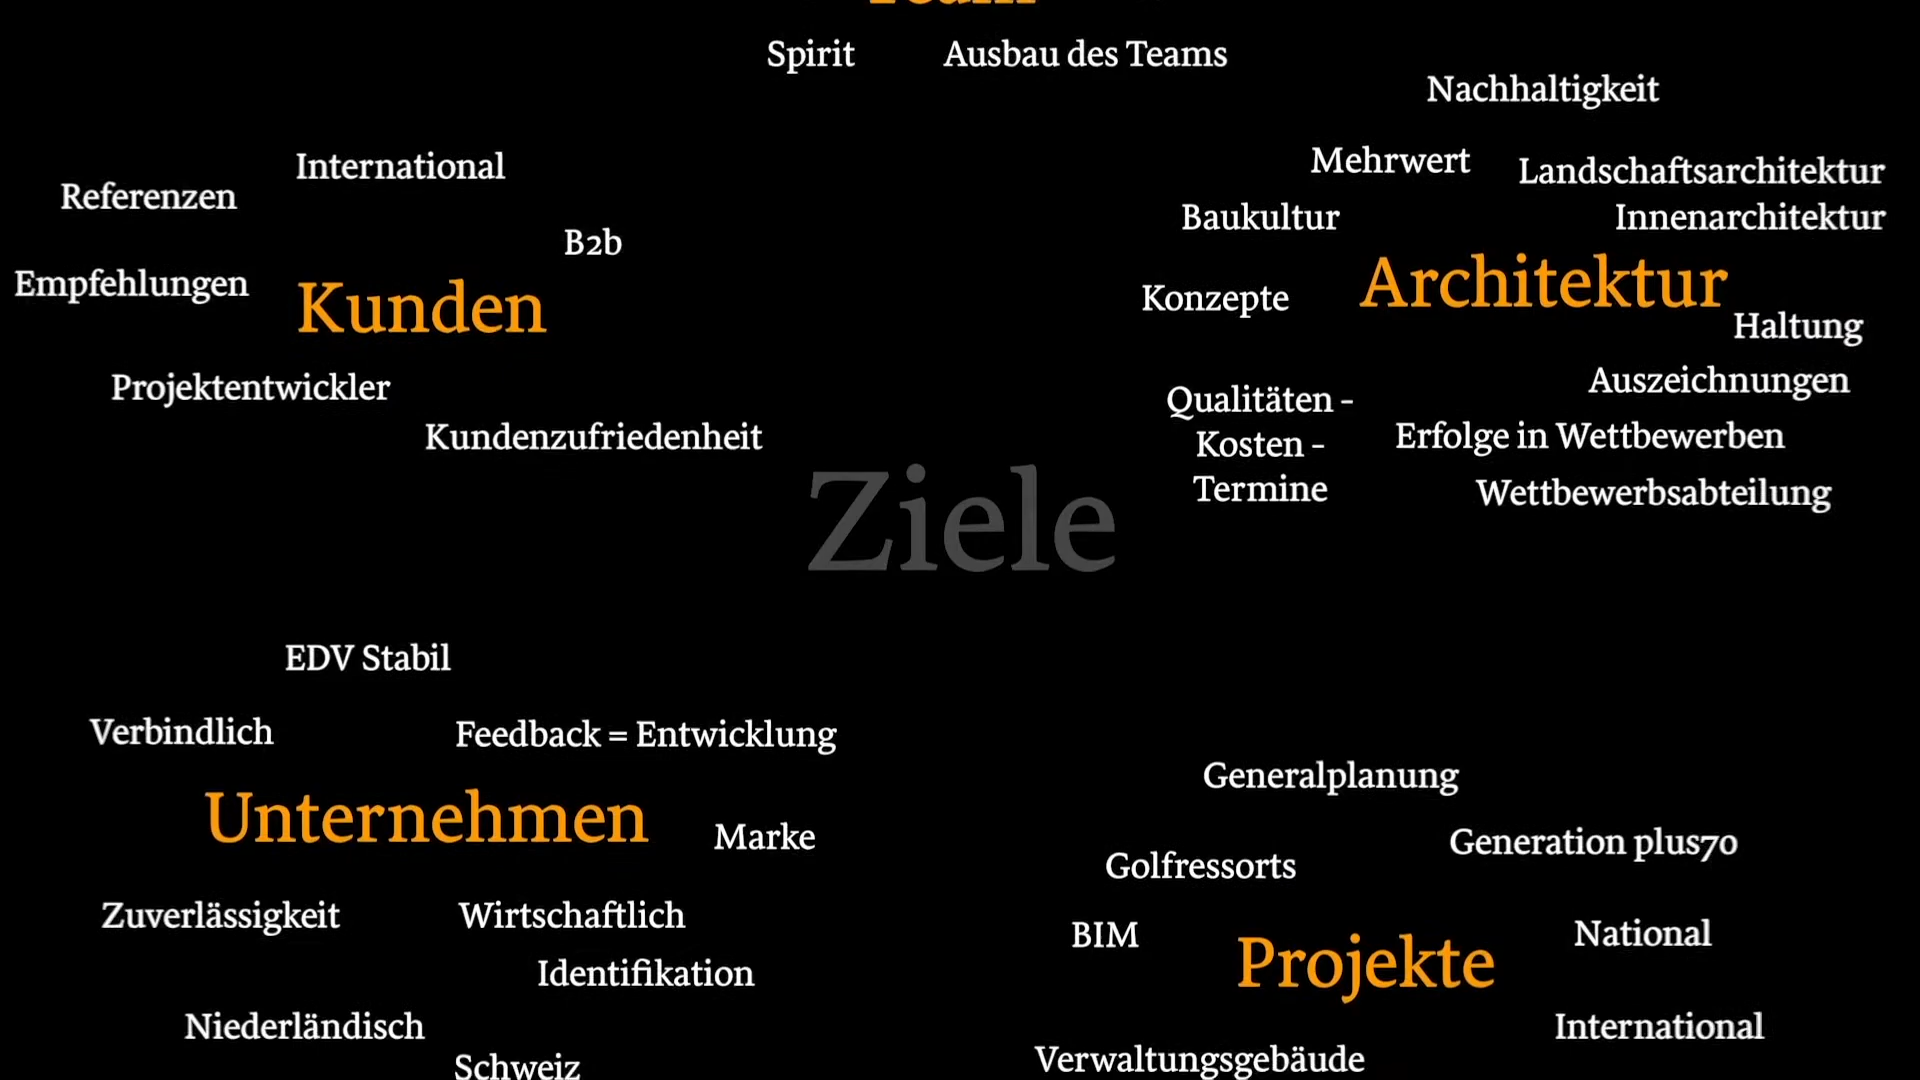 Team
Spirit
Ausbau des Teams
International
Referenzen
B2b
Empfehlungen
Kunden
Projektentwickler
Kundenzufriedenheit
Nachhaltigkeit
Mehrwert
Landschaftsarchitektur
Baukultur
Innenarchitektur
Architektur
Konzepte
Haltung
Auszeichnungen
Qualitäten -
Kosten -
Termine
Erfolge in Wettbewerben
Wettbewerbsabteilung
Ziele
EDV Stabil
Verbindlich
Feedback = Entwicklung
Unternehmen
Marke
Zuverlässigkeit
Wirtschaftlich
Identifikation
Niederländisch
Schweiz
Generalplanung
Generation plus70
Golfressorts
BIM
National
Projekte
International
Verwaltungsgebäude